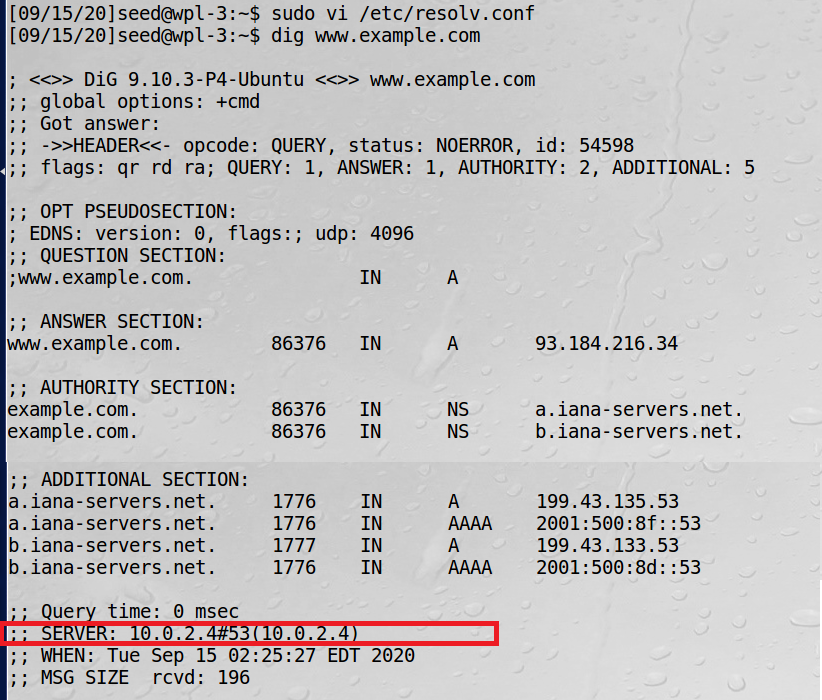 [09/15/20]seed@wpl-3:~$ sudo vi /etc/resolv.conf
[09/15/20]seed@wpl-3:~$ dig www.example.com
; <<>> DiG 9.10.3-P4-Ubuntu <<>> www.example.com
;; global options: +cmd
;; Got answer:
;; ->>HEADER<<- opcode: QUERY, status: NOERROR, id: 54598
;; flags: qr rd ra; QUERY: 1, ANSWER: 1, AUTHORITY: 2, ADDITIONAL: 5
;; OPT PSEUDOSECTION:
; EDNS: version: 0, flags:; udp: 4096
;; QUESTION SECTION:
;www.example.com. IN A
;; ANSWER SECTION:
www.example.com. 86376 IN A 93.184.216.34
;; AUTHORITY SECTION:
example.com. 86376 IN NS a.iana-servers.net.
example.com. 86376 IN NS b.iana-servers.net.
;; ADDITIONAL SECTION:
a.iana-servers.net. 1776 IN A 199.43.135.53
a.iana-servers.net. 1776 IN AAAA 2001:500:8f::53
b.iana-servers.net. 1777 IN A 199.43.133.53
b.iana-servers.net. 1776 IN AAAA 2001:500:8d::53
;; Query time: 0 msec
;; SERVER: 10.0.2.4#53(10.0.2.4)
;; WHEN: Tue Sep 15 02:25:27 EDT 2020
;; MSG SIZE rcvd: 196